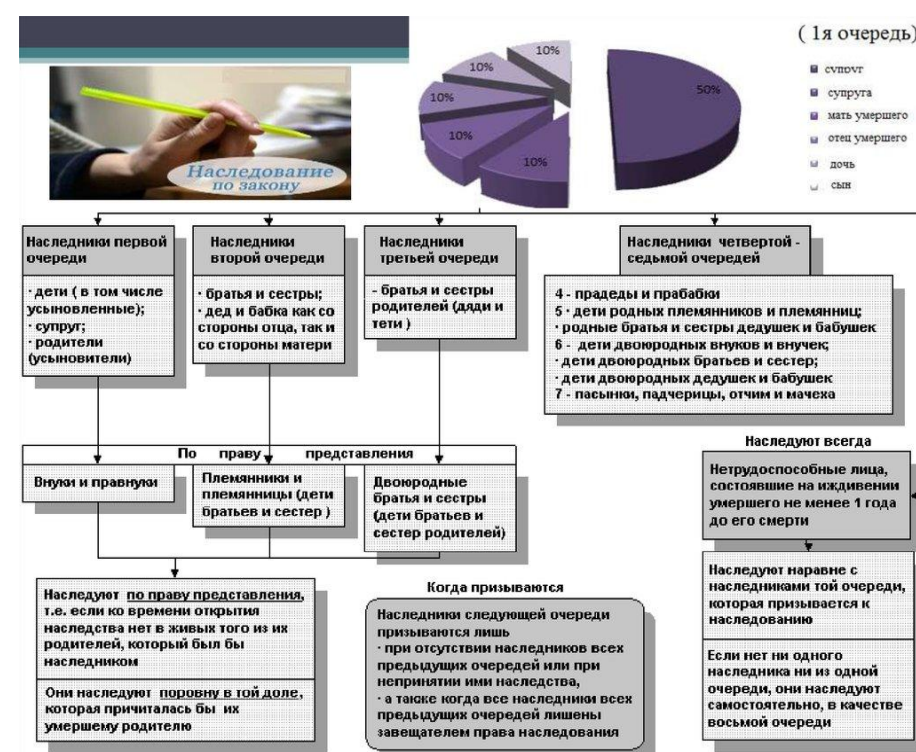 ( 1я очередь)
50%
10%
10%
10%
10%
10%
супруг
супруга
мать умершего
отец умершего
дочь
сын
Наследование
по закону
Наследники первой
очереди
· дети ( в том числе
усыновленные);
· супруг;
· родители
(усыновители)
Наследники
второй очереди
· братья и сестры;
· дед и бабка как со
стороны отца, так и
со стороны матери
Наследники
третьей очереди
- братья и сестры
родителей (дяди и
тети )
Наследники четвертой -
седьмой очередей
4 - прадеды и прабабки
5 · дети родных племянников и племянниц;
· родные братья и сестры дедушек и бабушек
6 - дети двоюродных внуков и внучек;
· дети двоюродных братьев и сестер;
· дети двоюродных дедушек и бабушек
7 - пасынки, падчерицы, отчим и мачеха
По праву представления
Внуки и правнуки
Племянники и
племянницы (дети
братьев и сестер )
Двоюродные
братья и сестры
(дети братьев и
сестер родителей)
Наследуют по праву представления,
т.е. если ко времени открытия
наследства нет в живых того из их
родителей, который был бы
наследником
Они наследуют поровну в той доле,
которая причиталась бы их
умершему родителю
Когда призываются
Наследники следующей очереди
призываются лишь
· при отсутствии наследников всех
предыдущих очередей или при
непринятии ими наследства,
· а также когда все наследники всех
предыдущих очередей лишены
завещателем права наследования
Наследуют всегда
Нетрудоспособные лица,
состоявшие на иждивении
умершего не менее 1 года
до его смерти
Наследуют наравне с
наследниками той очереди,
которая призывается к
наследованию
Если нет ни одного
наследника ни из одной
очереди, они наследуют
самостоятельно, в качестве
восьмой очереди